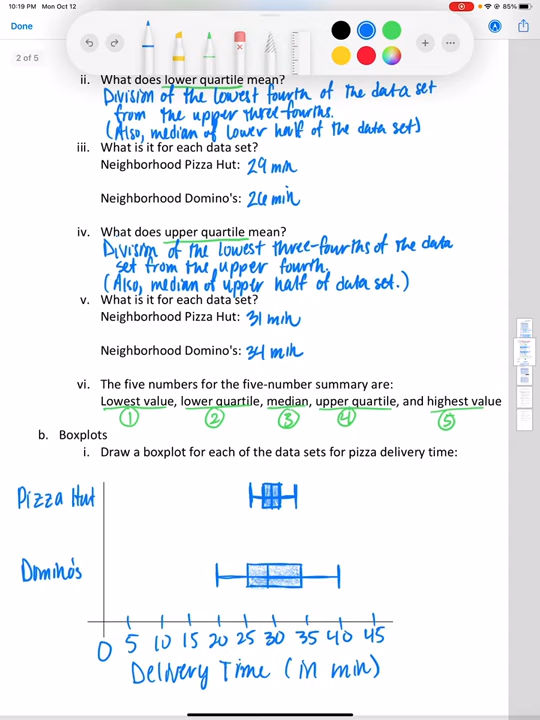 10:19 PM Mon Oct 12
85%
Done
2 of 5
ii. What does lower quartile mean?
Division of the lowest fourth of the data set
from the upper three-fourths.
(Also, median of lower half of the data set)
iii. What is it for each data set?
Neighborhood Pizza Hut: 29 min
Neighborhood Domino's: 26 min
iv. What does upper quartile mean?
Division of the lowest three-fourths of the data
set from the upper fourth.
(Also, median of upper half of data set.)
v. What is it for each data set?
Neighborhood Pizza Hut: 31 min
Neighborhood Domino's: 34 min
vi. The five numbers for the five-number summary are:
Lowest value, lower quartile, median, upper quartile, and highest value
1 2 3 4 5
b. Boxplots
i. Draw a boxplot for each of the data sets for pizza delivery time:
Pizza Hut
Domino's
0 5 10 15 20 25 30 35 40 45
Delivery Time (in min)